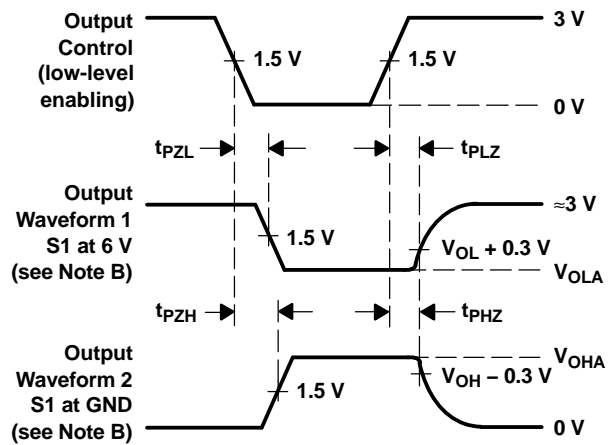 Output
Control
(low-level
enabling)
1.5 V
1.5 V
3 V
0 V
tPZL
tPLZ
Output
Waveform 1
S1 at 6 V
(see Note B)
1.5 V
≈3 V
VOL + 0.3 V
VOLA
tPZH
tPHZ
Output
Waveform 2
S1 at GND
(see Note B)
1.5 V
VOHA
VOH − 0.3 V
0 V